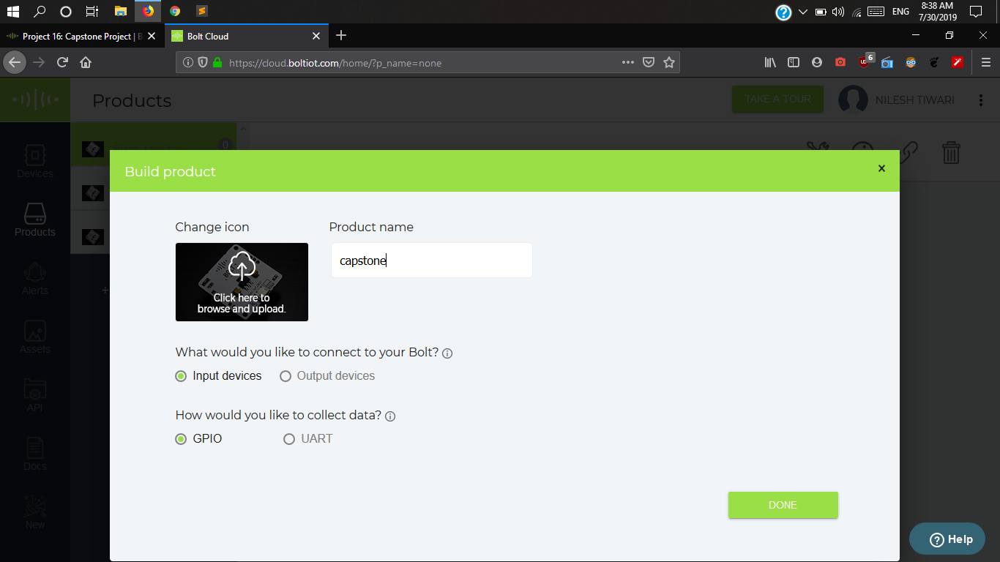 8:38 AM
ENG
7/30/2019
Project 16: Capstone Project | B
Bolt Cloud
https://cloud.boltiot.com/home/?p_name=none
6
Products
TAKE A TOUR
NILESH TIWARI
0
Devices
Products
Alerts
Assets
API
Docs
New
Build product
×
Change icon
Product name
Click here to
browse and upload.
capstone
What would you like to connect to your Bolt?
Input devices
Output devices
How would you like to collect data?
GPIO
UART
DONE
Help